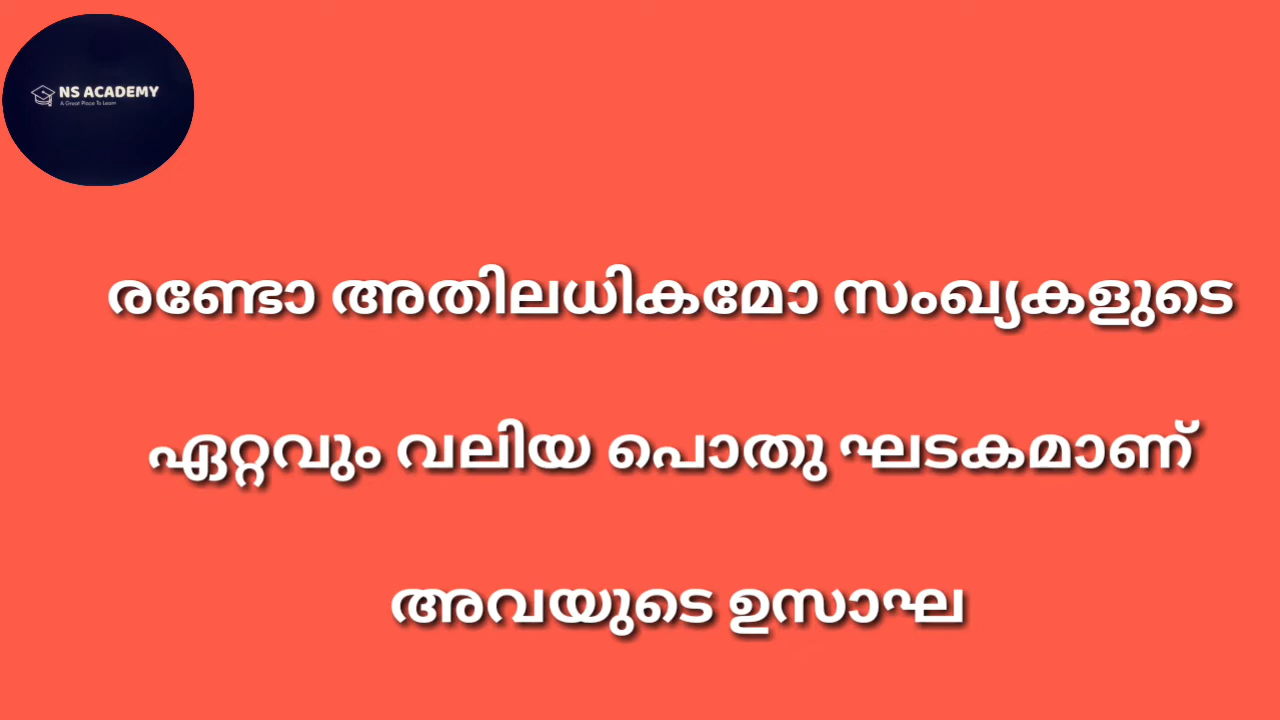 NS ACADEMY
A Great Place To Learn
രണ്ടോ അതിലധികമോ സംഖ്യകളുടെ
ഏറ്റവും വലിയ പൊതു ഘടകമാണ്
അവയുടെ ഉസാഘ